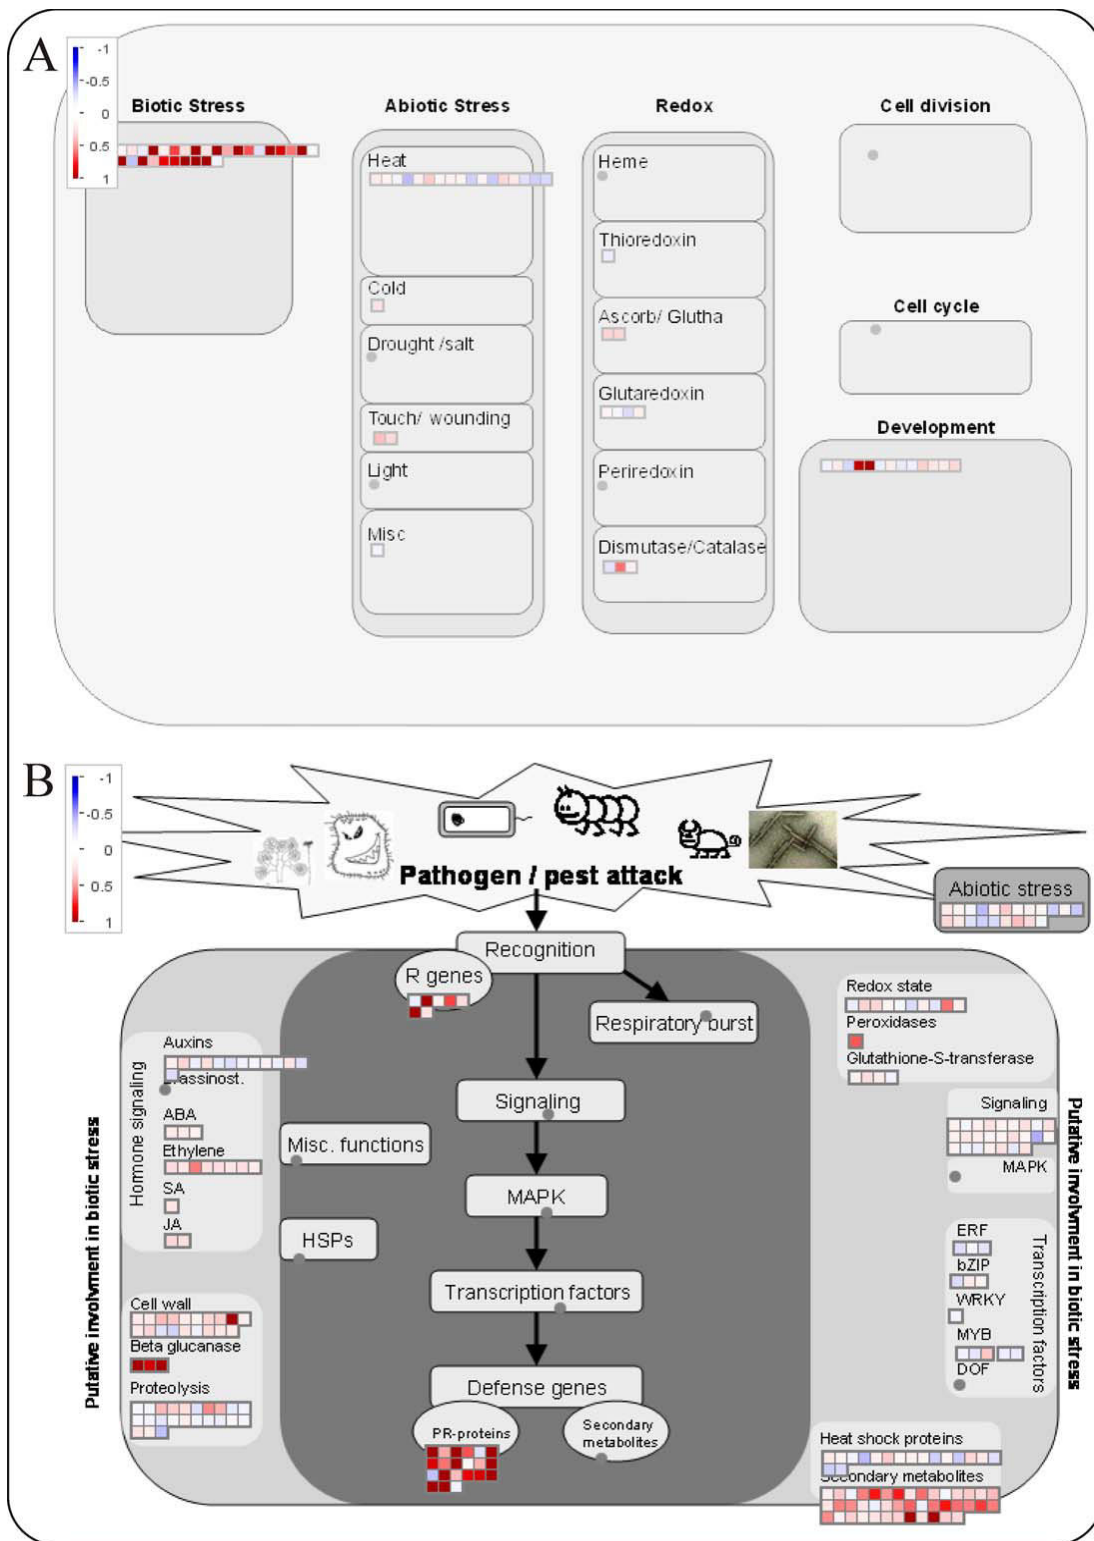 A
-1
-0.5
0
0.5
1
Biotic Stress
Abiotic Stress
Redox
Cell division
Heat
Cold
Drought /salt
Touch/ wounding
Light
Misc
Heme
Thioredoxin
Ascorb/ Glutha
Glutaredoxin
Periredoxin
Dismutase/Catalase
Cell cycle
Development
B
-1
-0.5
0
0.5
1
Pathogen / pest attack
Abiotic stress
Recognition
R genes
Respiratory burst
Signaling
Misc. functions
MAPK
HSPs
Transcription factors
Defense genes
PR-proteins
Secondary
metabolites
Putative involvment in biotic stress
Hormone signaling
Auxins
Brassinost.
ABA
Ethylene
SA
JA
Cell wall
Beta glucanase
Proteolysis
Redox state
Peroxidases
Glutathione-S-transferase
Signaling
MAPK
ERF
bZIP
WRKY
MYB
DOF
Transcription factors
Putative involvment in biotic stress
Heat shock proteins
Secondary metabolites